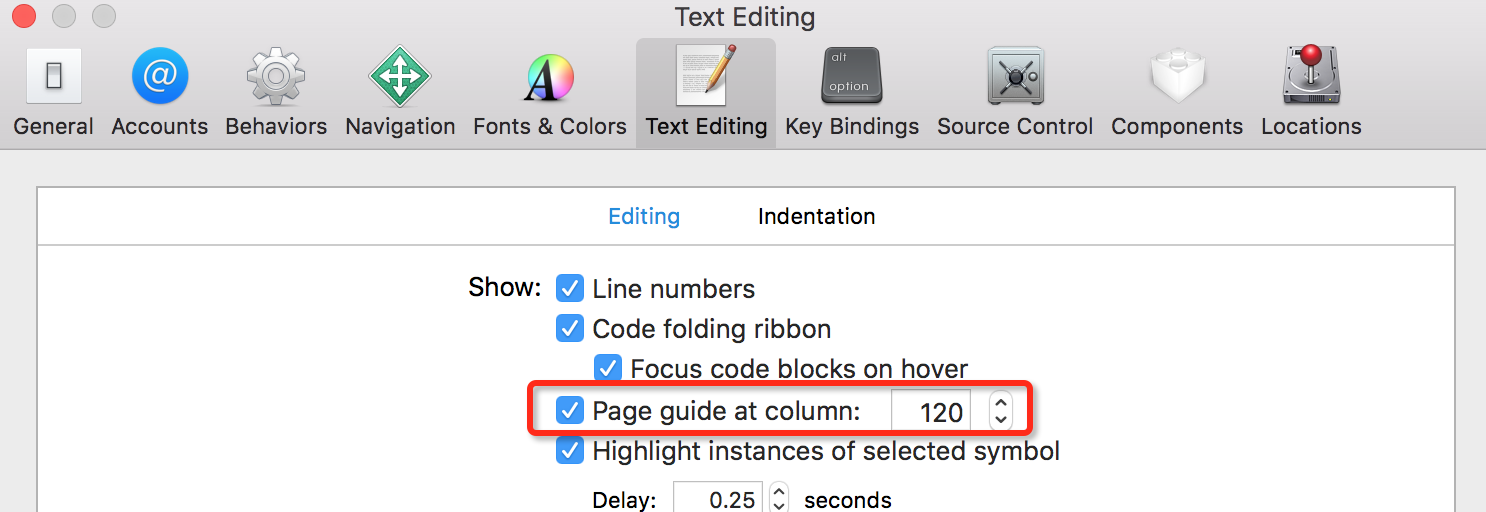 Text Editing
@
alt
option
A
General Accounts Behaviors Navigation Fonts & Colors Text Editing Key Bindings Source Control Components Locations
Editing Indentation
Show: Line numbers
Code folding ribbon
Focus code blocks on hover
Page guide at column: 120
Highlight instances of selected symbol
Delay: 0.25 seconds